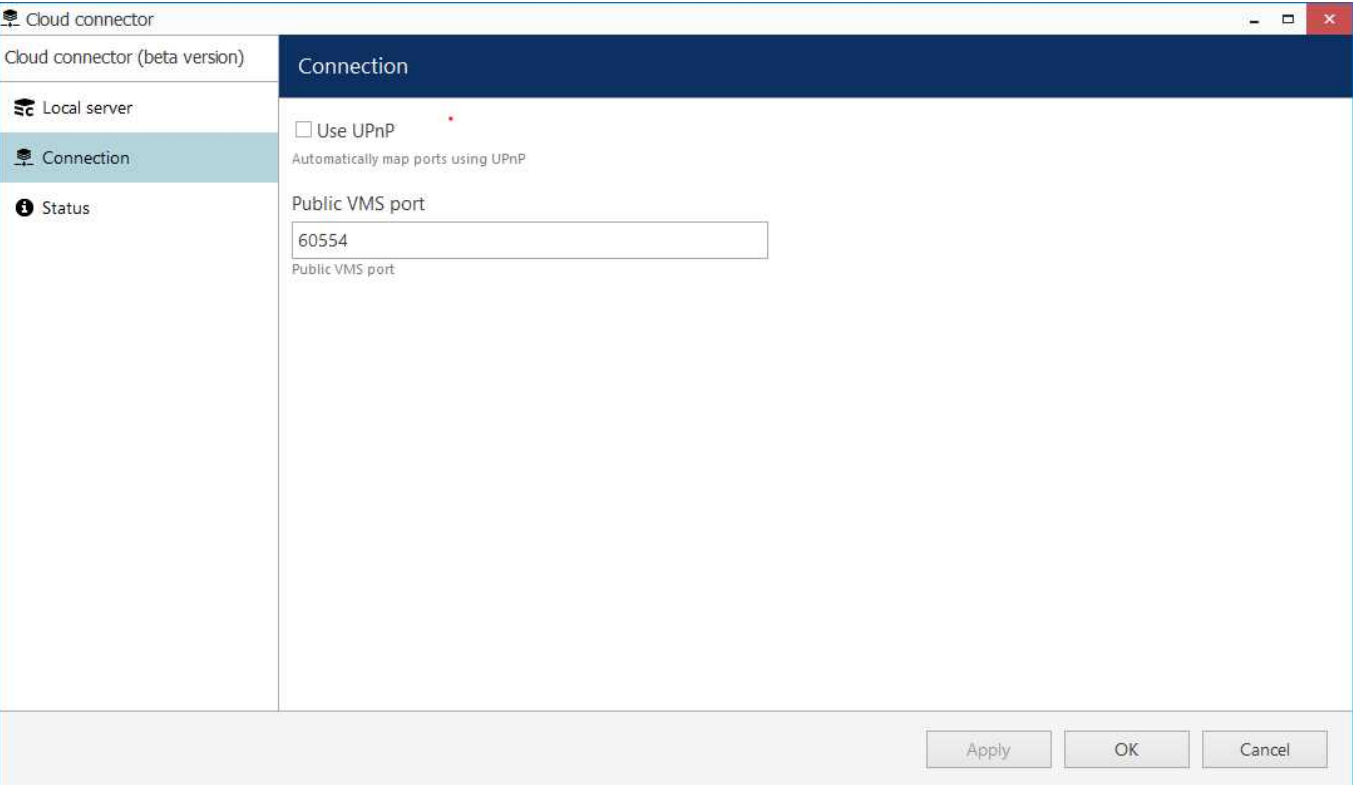 Cloud connector
Cloud connector (beta version)
Local server
Connection
Status
Connection
Use UPnP
Automatically map ports using UPnP
Public VMS port
60554
Public VMS port
Apply
OK
Cancel